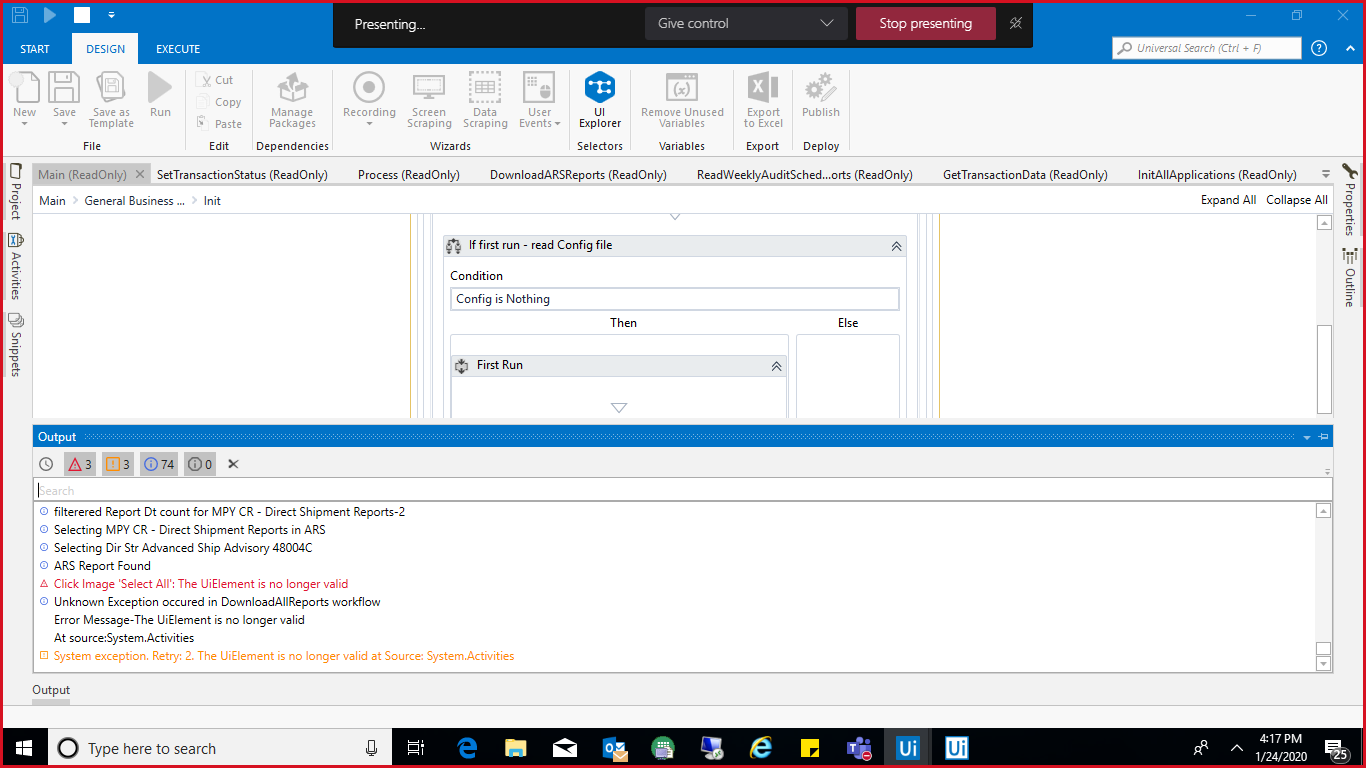 Presenting...
Give control
Stop presenting
START
DESIGN
EXECUTE
Universal Search (Ctrl + F)
New
Save
Save as Template
Run
Cut
Copy
Paste
Manage Packages
Recording
Screen Scraping
Data Scraping
User Events
UI Explorer
Remove Unused Variables
Export to Excel
Publish
File
Edit
Dependencies
Wizards
Selectors
Variables
Export
Deploy
Main (ReadOnly)
SetTransactionStatus (ReadOnly)
Process (ReadOnly)
DownloadARSReports (ReadOnly)
ReadWeeklyAuditSched...orts (ReadOnly)
GetTransactionData (ReadOnly)
InitAllApplications (ReadOnly)
Project
Activities
Snippets
Properties
Outline
Main > General Business ... > Init
Expand All Collapse All
If first run - read Config file
Condition
Config is Nothing
Then
Else
First Run
Output
3
3
74
0
Search
filterered Report Dt count for MPY CR - Direct Shipment Reports-2
Selecting MPY CR - Direct Shipment Reports in ARS
Selecting Dir Str Advanced Ship Advisory 48004C
ARS Report Found
Click Image 'Select All': The UiElement is no longer valid
Unknown Exception occured in DownloadAllReports workflow
Error Message-The UiElement is no longer valid
At source:System.Activities
System exception. Retry: 2. The UiElement is no longer valid at Source: System.Activities
Output
Type here to search
Ui
Ui
4:17 PM
1/24/2020
25